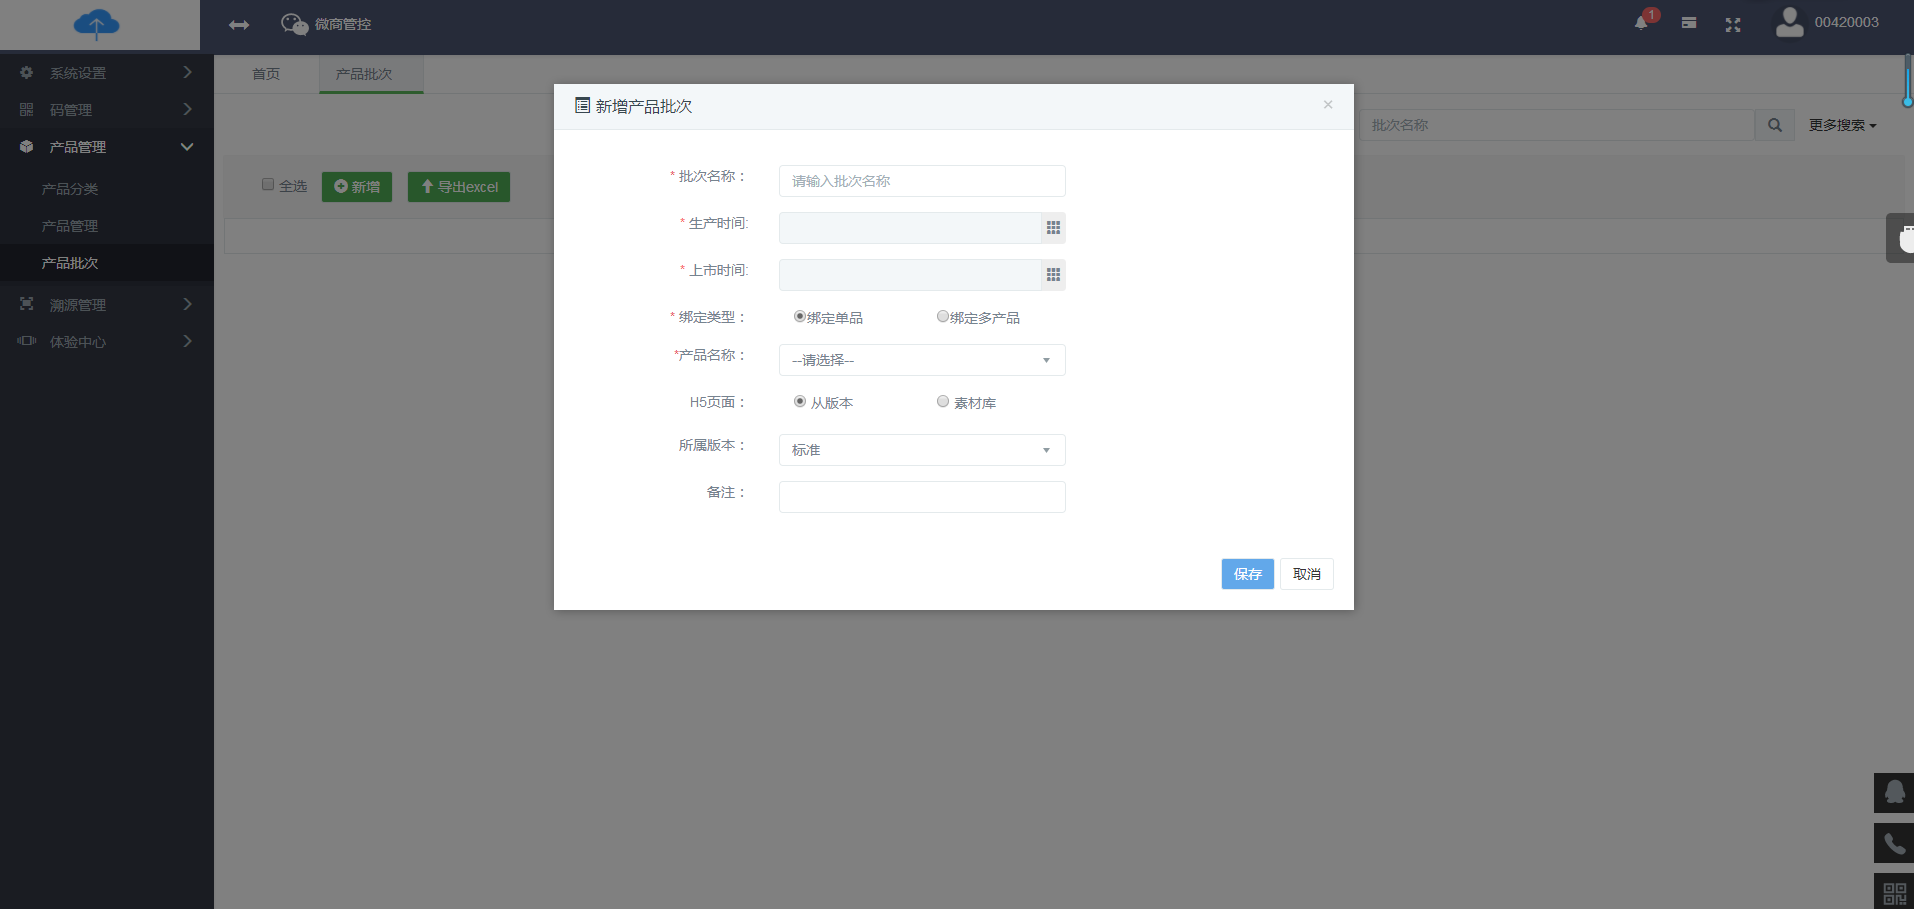 微商管控
1
00420003
系统设置
码管理
产品管理
产品分类
产品管理
产品批次
溯源管理
体验中心
首页
产品批次
批次名称
更多搜索
全选
新增
导出excel
新增产品批次
×
* 批次名称：
请输入批次名称
* 生产时间:
* 上市时间:
* 绑定类型：
绑定单品
绑定多产品
*产品名称：
--请选择--
H5页面：
从版本
素材库
所属版本：
标准
备注：
保存
取消